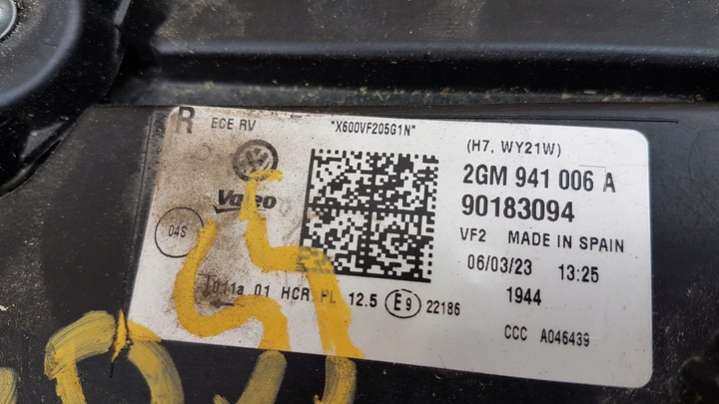 R ECE RV "X600VF205G1N"
(H7, WY21W)
Valeo
2GM 941 006 A
90183094
04S
VF2 MADE IN SPAIN
06/03/23 13:25
01 HCR PL 12.5 E9 22186
1944
CCC A046439